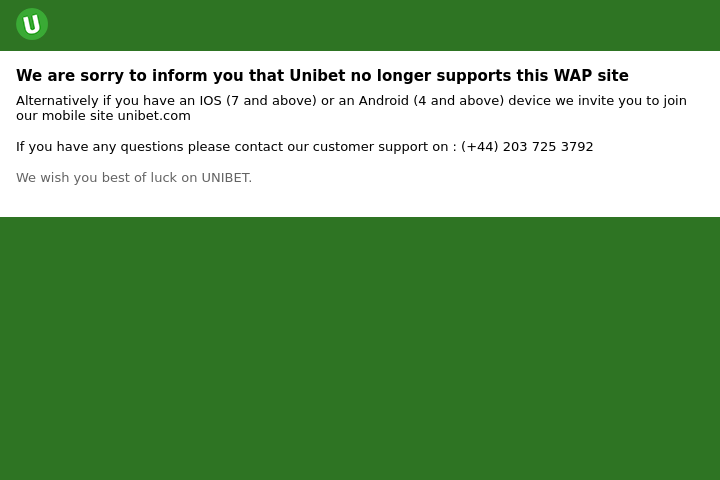 U
We are sorry to inform you that Unibet no longer supports this WAP site
Alternatively if you have an IOS (7 and above) or an Android (4 and above) device we invite you to join
our mobile site unibet.com
If you have any questions please contact our customer support on : (+44) 203 725 3792
We wish you best of luck on UNIBET.